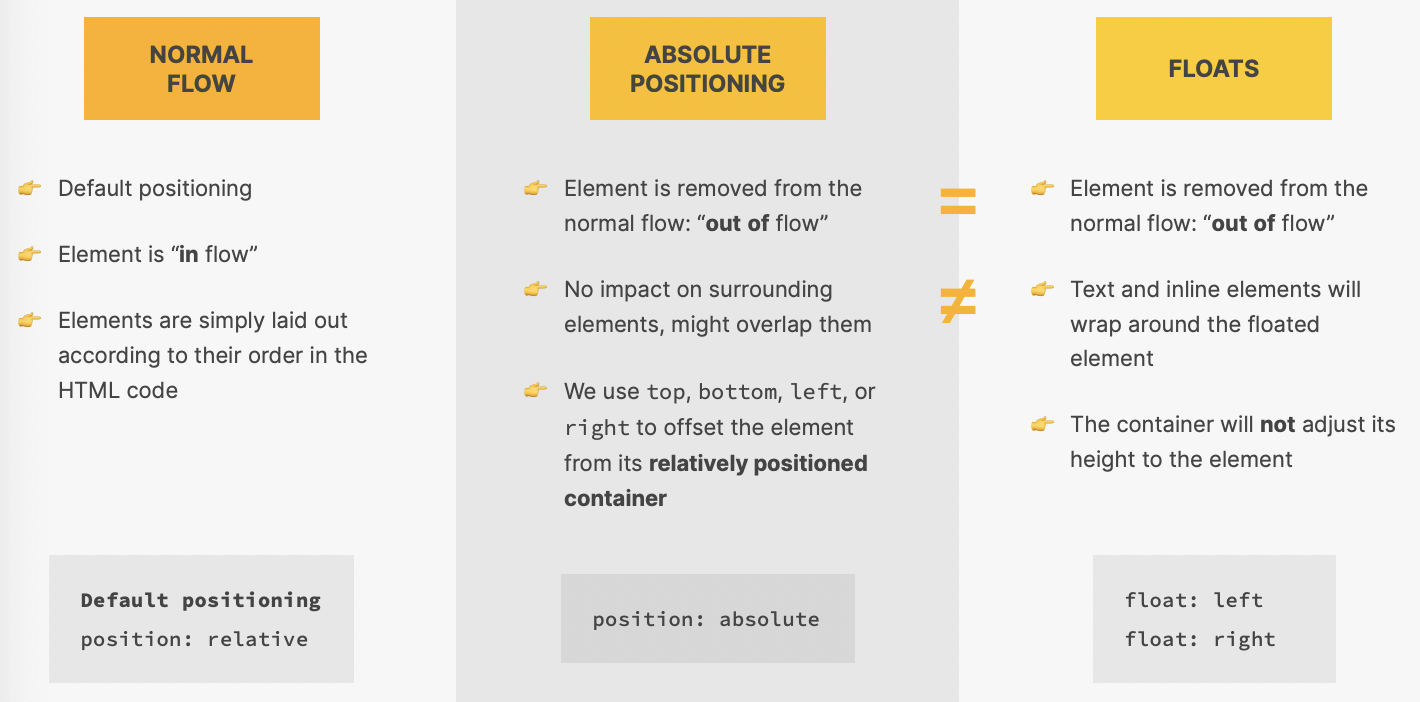 NORMAL
FLOW
Default positioning
Element is “in flow”
Elements are simply laid out
according to their order in the
HTML code
Default positioning
position: relative
ABSOLUTE
POSITIONING
Element is removed from the
normal flow: “out of flow”
No impact on surrounding
elements, might overlap them
We use top, bottom, left, or
right to offset the element
from its relatively positioned
container
position: absolute
=
≠
FLOATS
Element is removed from the
normal flow: “out of flow”
Text and inline elements will
wrap around the floated
element
The container will not adjust its
height to the element
float: left
float: right